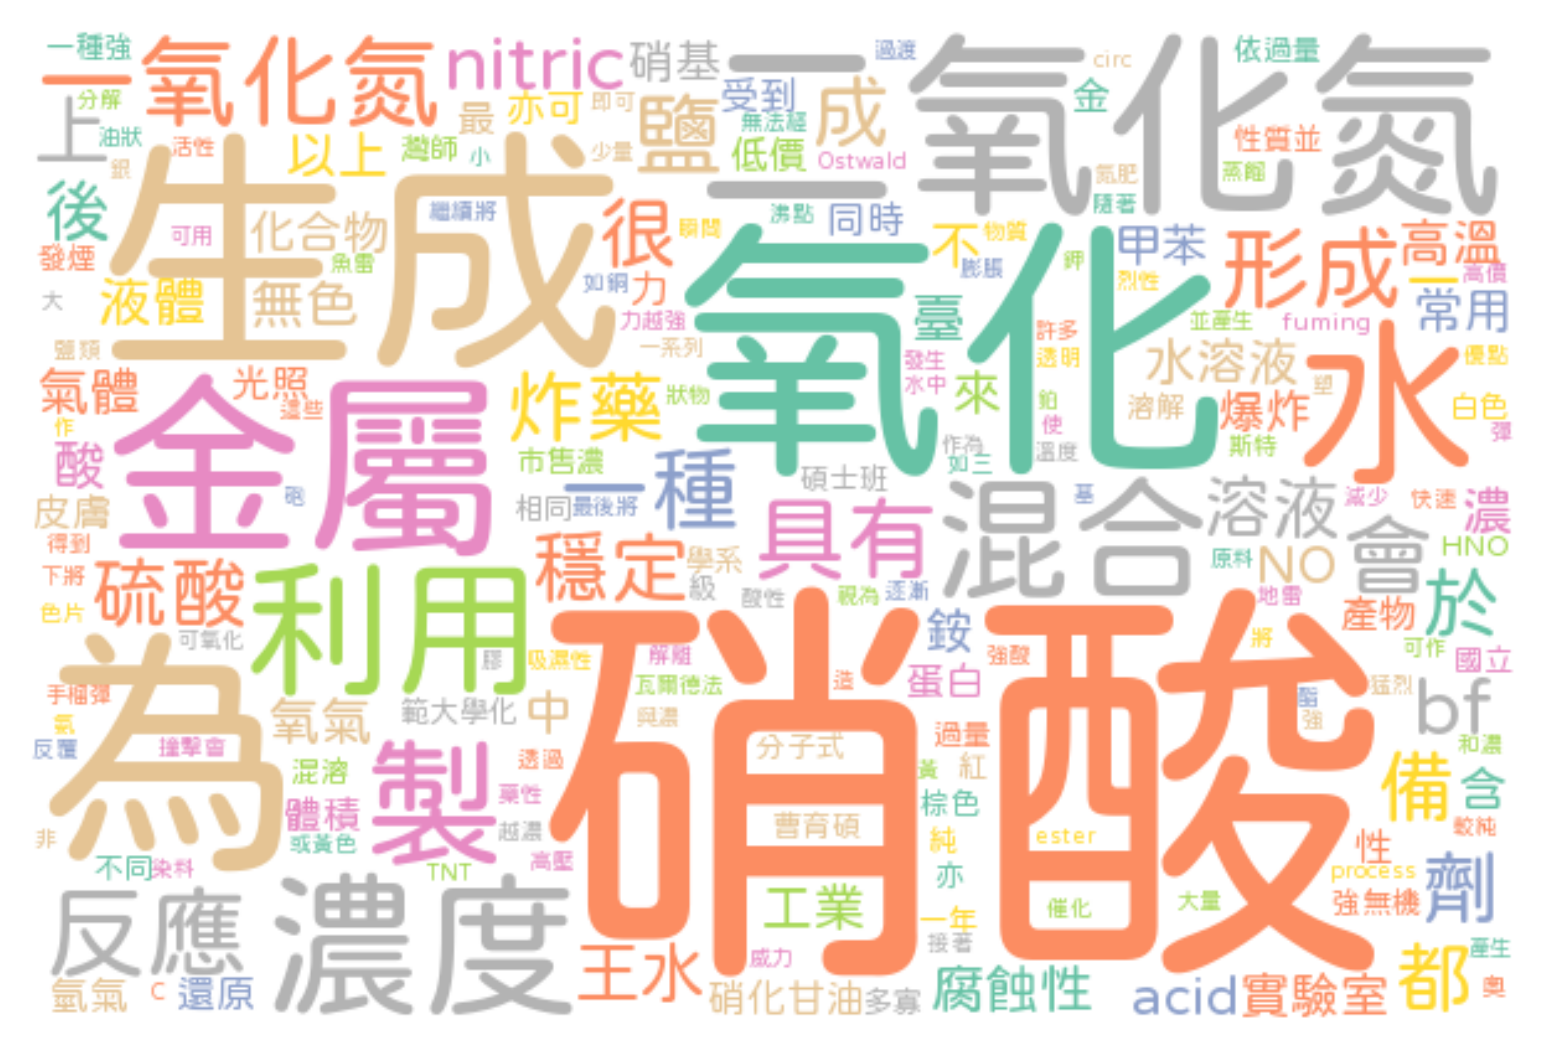 一種強
一氧化氮
nitric
硝基
過渡
二氧化氮
circ
依過量
分解
上
油狀
活性
以上
灣師
最
小
亦可
即可
少量
鹽
受到
無法經
低價
成
Ostwald
金
氮肥
隨著
性質並
蒸餾
銀
後
生成
化合物
可用
繼續將
魚雷
很
瞬間
二氧化
沸點
同時
不
物質
膨脹
鉀
甲苯
烈性
形成
高溫
一
高價
發煙
大
液體
無色
如銅
力
力越強
一系列
臺
許多
透明
並產生
fuming
常用
鹽類
氣體
光照
這些
作
酸
金屬
炸藥
狀物
發生
水中
來
鉑
使
水溶液
溶解
爆炸
塑
水
優點
白色
彈
斯特
市售濃
一種
碩士班
作為
如三
溫度
皮膚
砲
相同
最後將
具有
混合
基
溶液
減少
快速
濃
HNO
得到
下將
色片
硫酸
利用
穩定
學系
級
酸性
視為
逐漸
原料
NO
會
於
地雷
產物
可作
國立
為
可氧化
膠
吸濕性
解離
瓦爾德法
硝酸
造
銨
強酸
蛋白
將
酯
強
猛烈
bf
手榴彈
氨
反覆
撞擊會
氧氣
範大學化
中
與濃
分子式
過量
黃
紅
和濃
混溶
體積
或黃色
製
透過
藥性
越濃
高壓
棕色
曹育碩
純
ester
備
含
較純
非
不同
染料
TNT
亦
性
process
反應
濃度
工業
一年
接著
催化
大量
強無機
劑
產生
氫氣
C
還原
王水
威力
硝化甘油
多寡
腐蝕性
acid
實驗室
都
奧